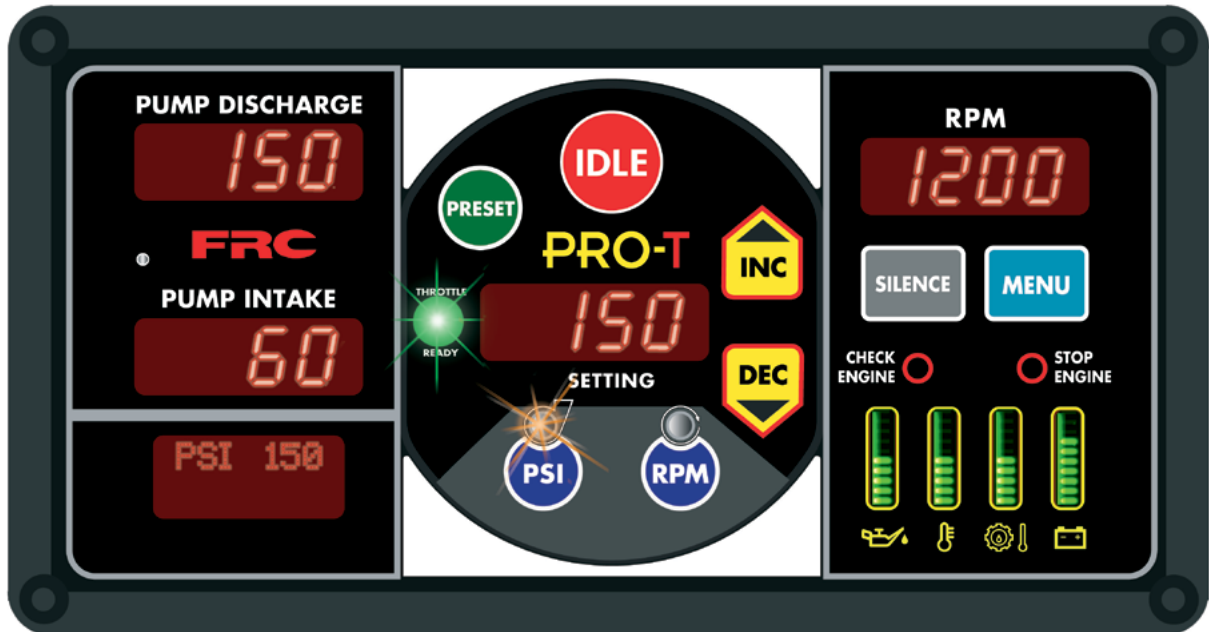 PUMP DISCHARGE
150
FRC
PUMP INTAKE
60
PSI 150
IDLE
PRESET
PRO-T
INC
THROTTLE
READY
150
SETTING
DEC
PSI
RPM
RPM
1200
SILENCE
MENU
CHECK
ENGINE
STOP
ENGINE